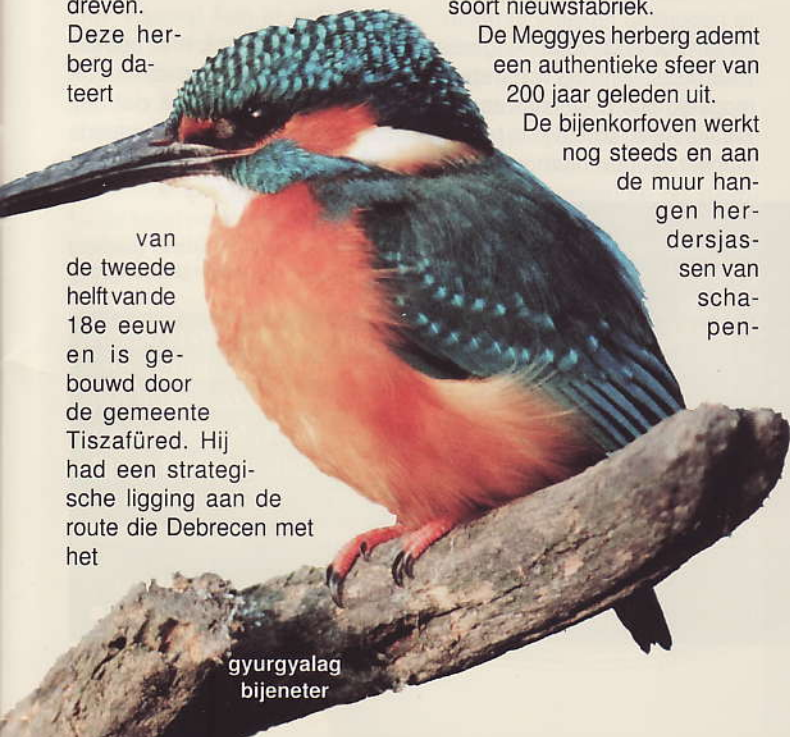 dreven.
Deze her-
berg da-
teert
van
de tweede
helft van de
18e eeuw
en is ge-
bouwd door
de gemeente
Tiszafüred. Hij
had een strategi-
sche ligging aan de
route die Debrecen met
het
soort nieuwsfabriek.
De Meggyes herberg ademt
een authentieke sfeer van
200 jaar geleden uit.
De bijenkorfoven werkt
nog steeds en aan
de muur han-
gen her-
dersjas-
sen van
scha-
pen-
gyurgyalag
bijeneter